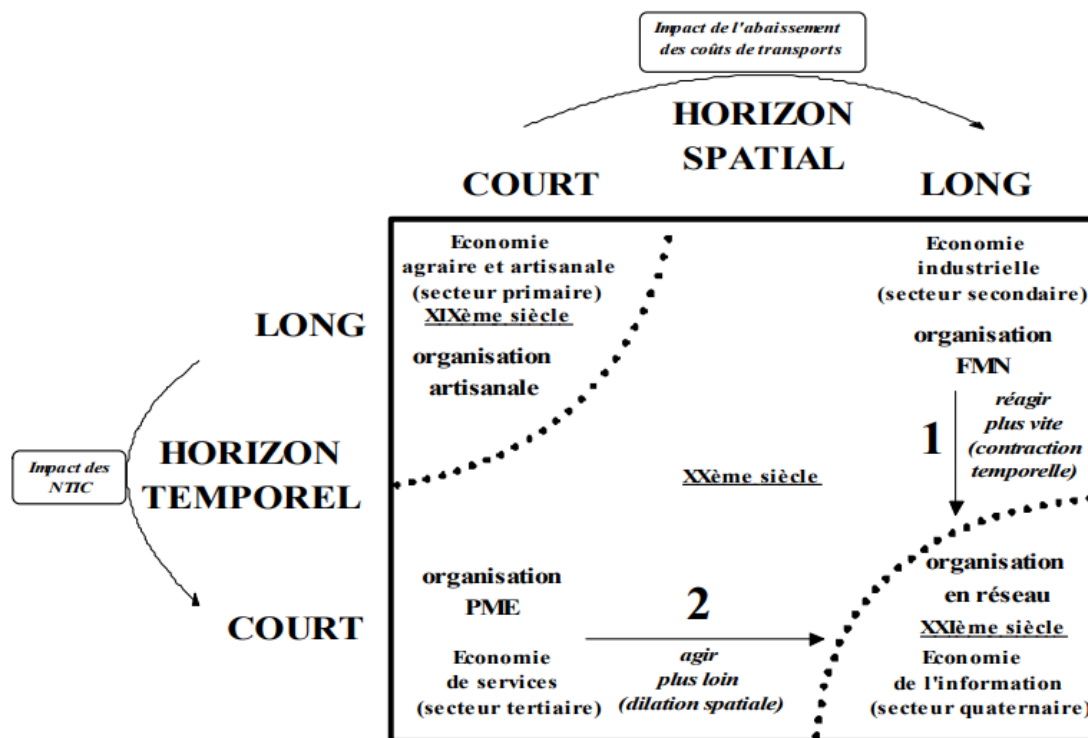 Impact de l'abaissement
des coûts de transports
HORIZON
SPATIAL
COURT
LONG
LONG
HORIZON
TEMPOREL
COURT
Impact des
NTIC
Economie
agraire et artisanale
(secteur primaire)
XIXème siècle
organisation
artisanale
Economie
industrielle
(secteur secondaire)
organisation
FMN
1
réagir
plus vite
(contraction
temporelle)
XXème siècle
organisation
PME
Economie
de services
(secteur tertiaire)
2
agir
plus loin
(dilation spatiale)
organisation
en réseau
XXIème siècle
Economie
de l'information
(secteur quaternaire)